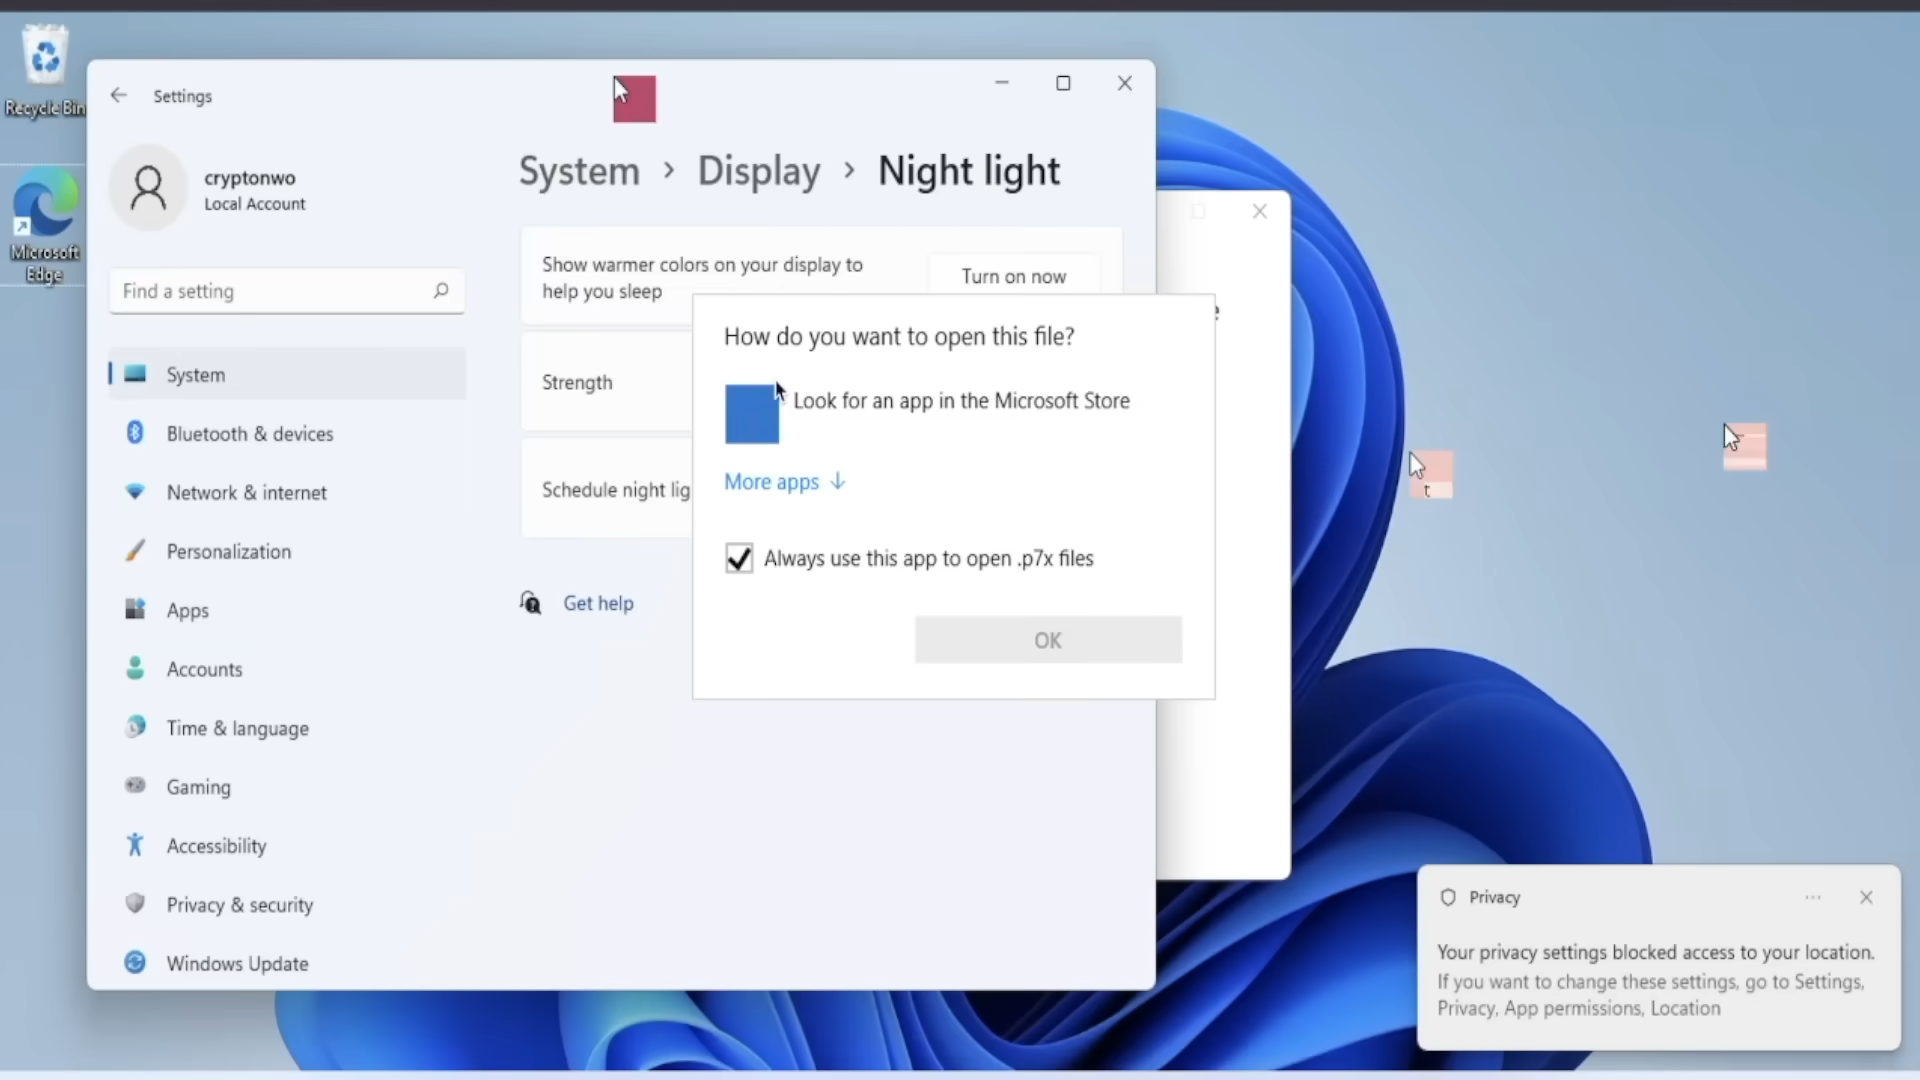 Recycle Bin
Microsoft
Edge
Settings
cryptonwo
Local Account
Find a setting
System
Bluetooth & devices
Network & internet
Personalization
Apps
Accounts
Time & language
Gaming
Accessibility
Privacy & security
Windows Update
System > Display > Night light
Show warmer colors on your display to
help you sleep
Turn on now
Strength
Schedule night lig
Get help
How do you want to open this file?
Look for an app in the Microsoft Store
More apps ↓
Always use this app to open .p7x files
OK
t
Privacy
Your privacy settings blocked access to your location.
If you want to change these settings, go to Settings,
Privacy, App permissions, Location